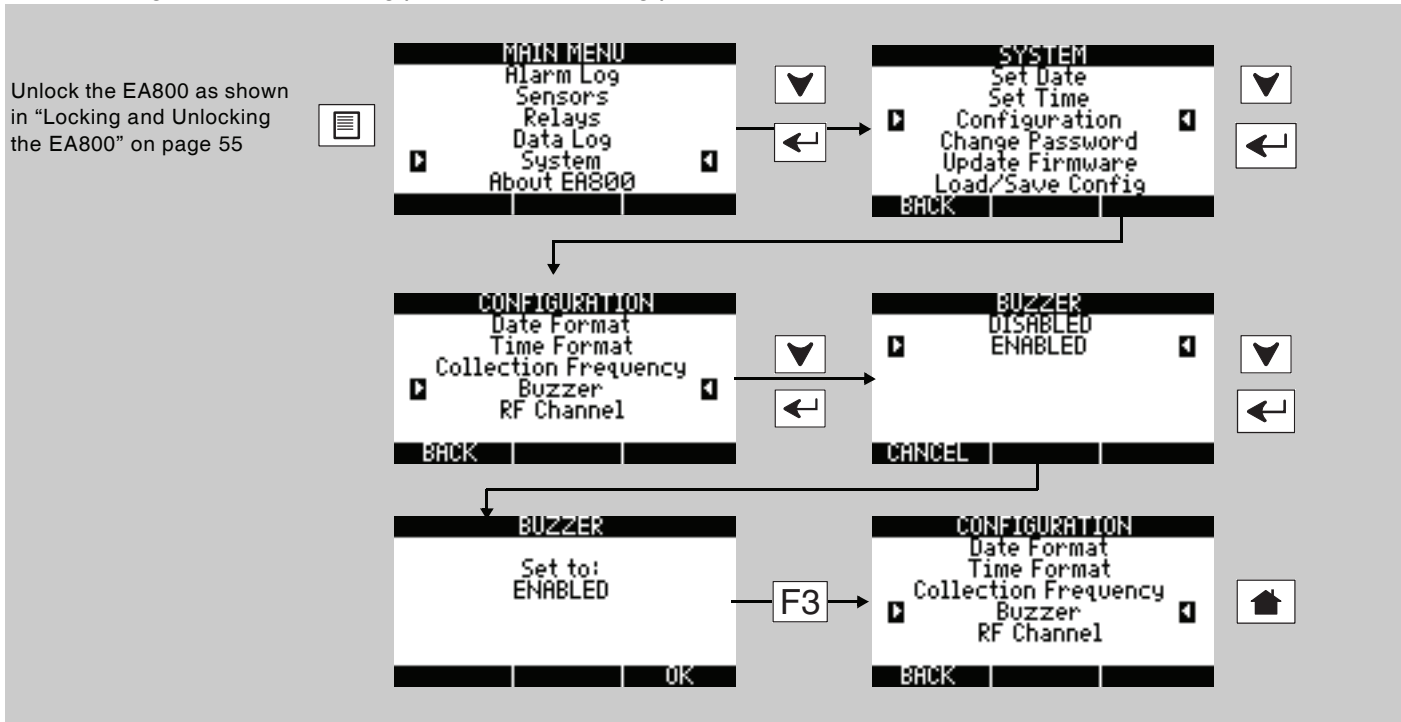 Unlock the EA800 as shown
in “Locking and Unlocking
the EA800” on page 55
MAIN MENU
Alarm Log
Sensors
Relays
Data Log
System
About EA800
SYSTEM
Set Date
Set Time
Configuration
Change Password
Update Firmware
Load/Save Config
BACK
CONFIGURATION
Date Format
Time Format
Collection Frequency
Buzzer
RF Channel
BACK
BUZZER
DISABLED
ENABLED
CANCEL
BUZZER
Set to:
ENABLED
OK
F3
CONFIGURATION
Date Format
Time Format
Collection Frequency
Buzzer
RF Channel
BACK